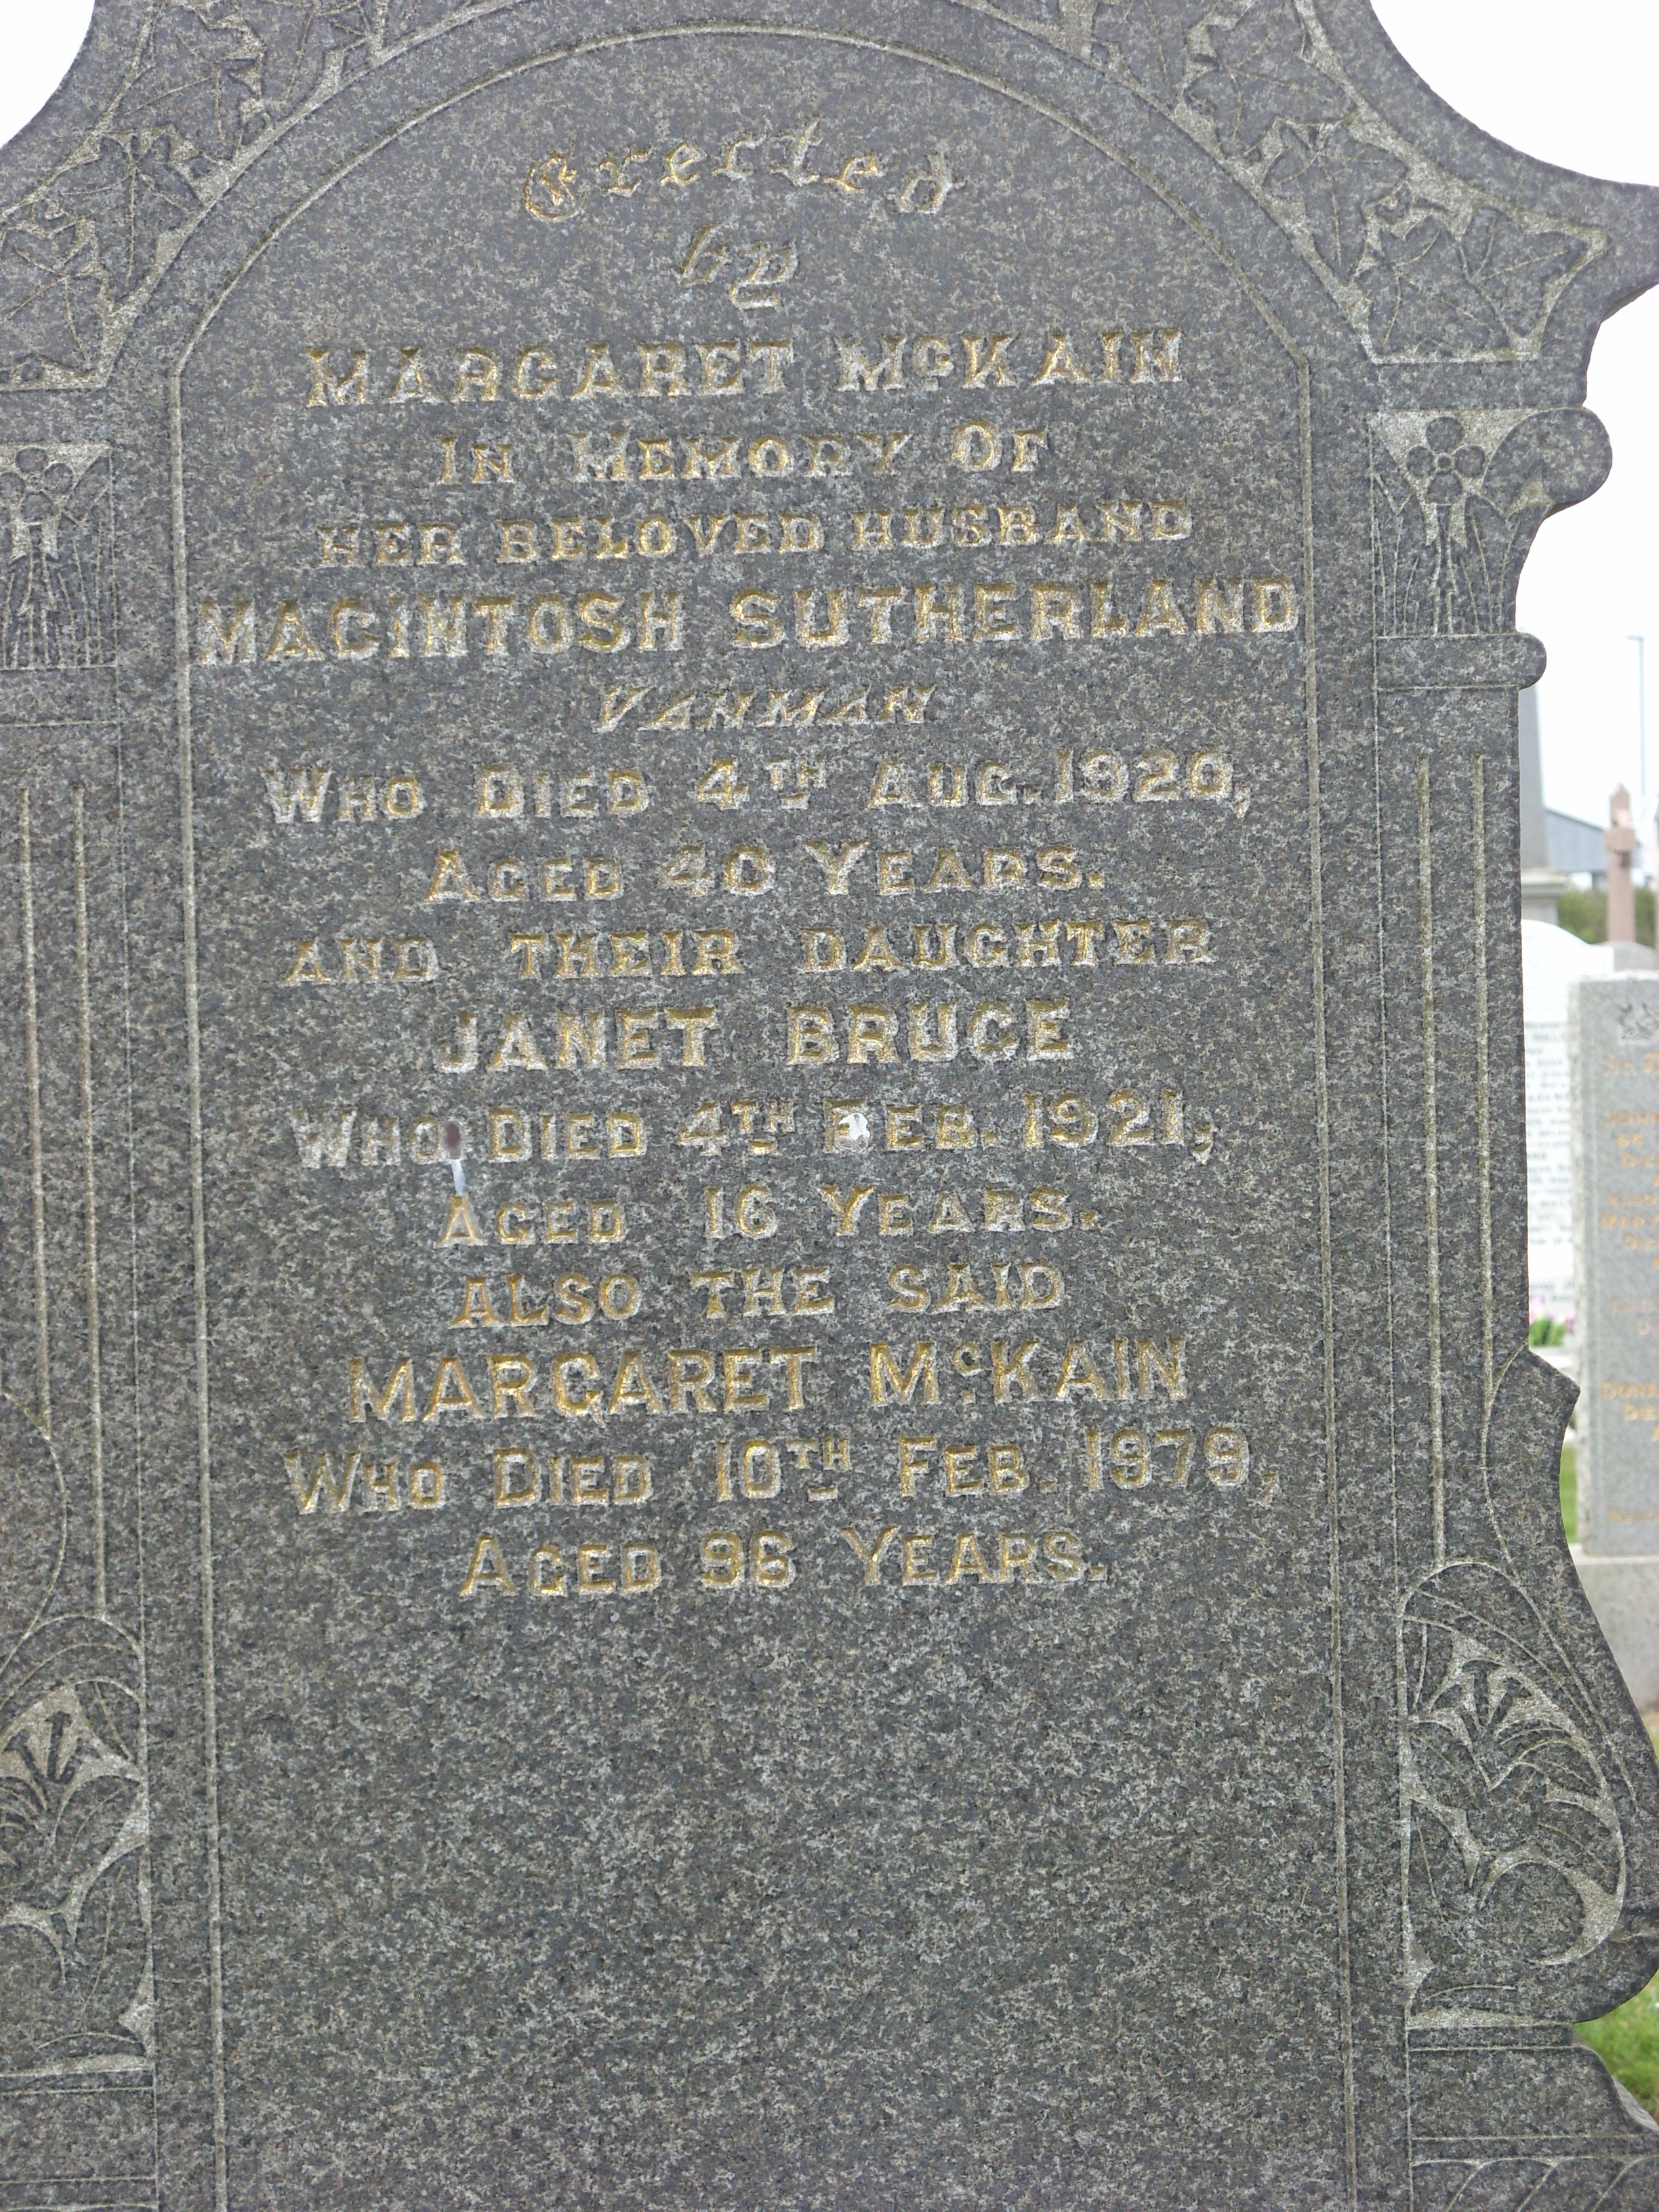 Erected
by
MARGARET McKAIN
IN MEMORY OF
HER BELOVED HUSBAND
MACINTOSH SUTHERLAND
VANMAN
WHO DIED 4TH AUG. 1920,
AGED 40 YEARS.
AND THEIR DAUGHTER
JANET BRUCE
WHO DIED 4TH FEB. 1921,
AGED 16 YEARS.
ALSO THE SAID
MARGARET McKAIN
WHO DIED 10TH FEB. 1979,
AGED 96 YEARS.